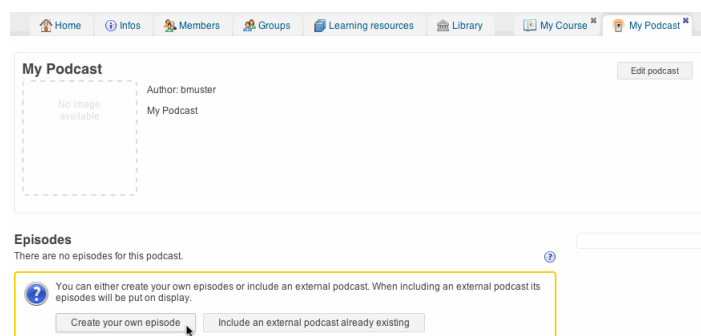 Home Infos Members Groups Learning resources Library My Course My Podcast
My Podcast
Edit podcast
No image
available
Author: bmuster
My Podcast
Episodes
There are no episodes for this podcast.
?
?
You can either create your own episodes or include an external podcast. When including an external podcast its
episodes will be put on display.
Create your own episode Include an external podcast already existing